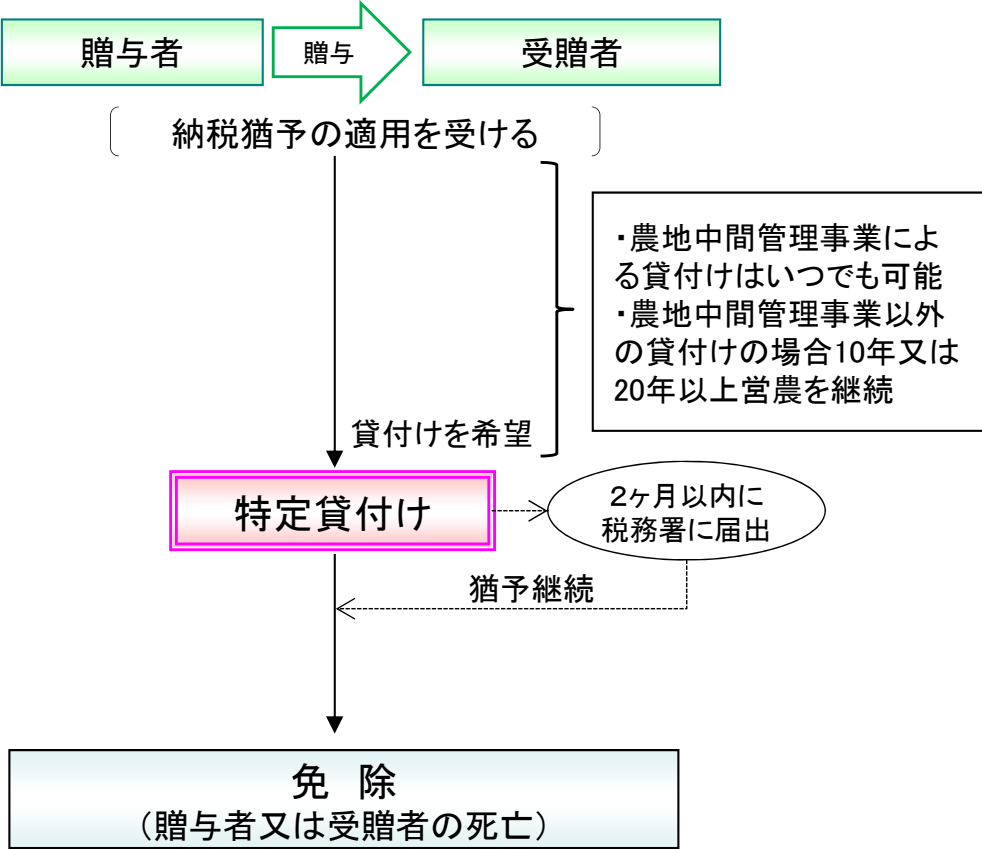 贈与者
贈与
受贈者
納税猶予の適用を受ける
・農地中間管理事業によ
る貸付けはいつでも可能
・農地中間管理事業以外
の貸付けの場合10年又は
20年以上営農を継続
貸付けを希望
特定貸付け
２ヶ月以内に
税務署に届出
猶予継続
免　除
（贈与者又は受贈者の死亡）